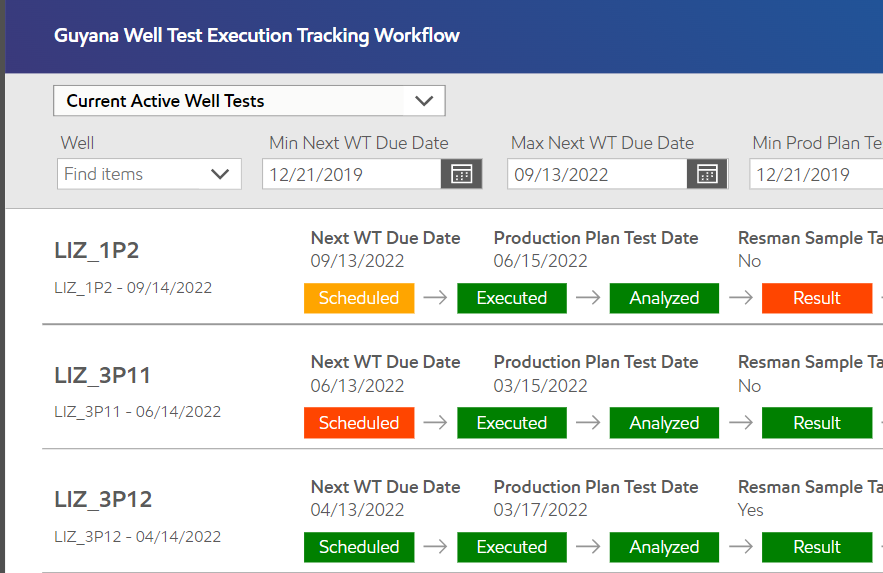 Guyana Well Test Execution Tracking Workflow
Current Active Well Tests
Well Min Next WT Due Date Max Next WT Due Date Min Prod Plan Te
Find items 12/21/2019 09/13/2022 12/21/2019
LIZ_1P2
LIZ_1P2 - 09/14/2022
Next WT Due Date Production Plan Test Date Resman Sample Ta
09/13/2022 06/15/2022 No
Scheduled Executed Analyzed Result
LIZ_3P11
LIZ_3P11 - 06/14/2022
Next WT Due Date Production Plan Test Date Resman Sample Ta
06/13/2022 03/15/2022 No
Scheduled Executed Analyzed Result
LIZ_3P12
LIZ_3P12 - 04/14/2022
Next WT Due Date Production Plan Test Date Resman Sample Ta
04/13/2022 03/17/2022 Yes
Scheduled Executed Analyzed Result